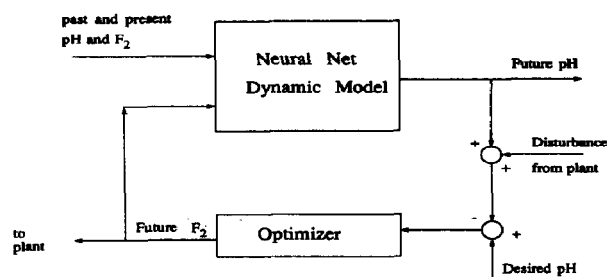 past and present
pH and F2
Neural Net
Dynamic Model
Future pH
+
Disturbance
+
from plant
-
to
plant
Future F2
Optimizer
+
Desired pH